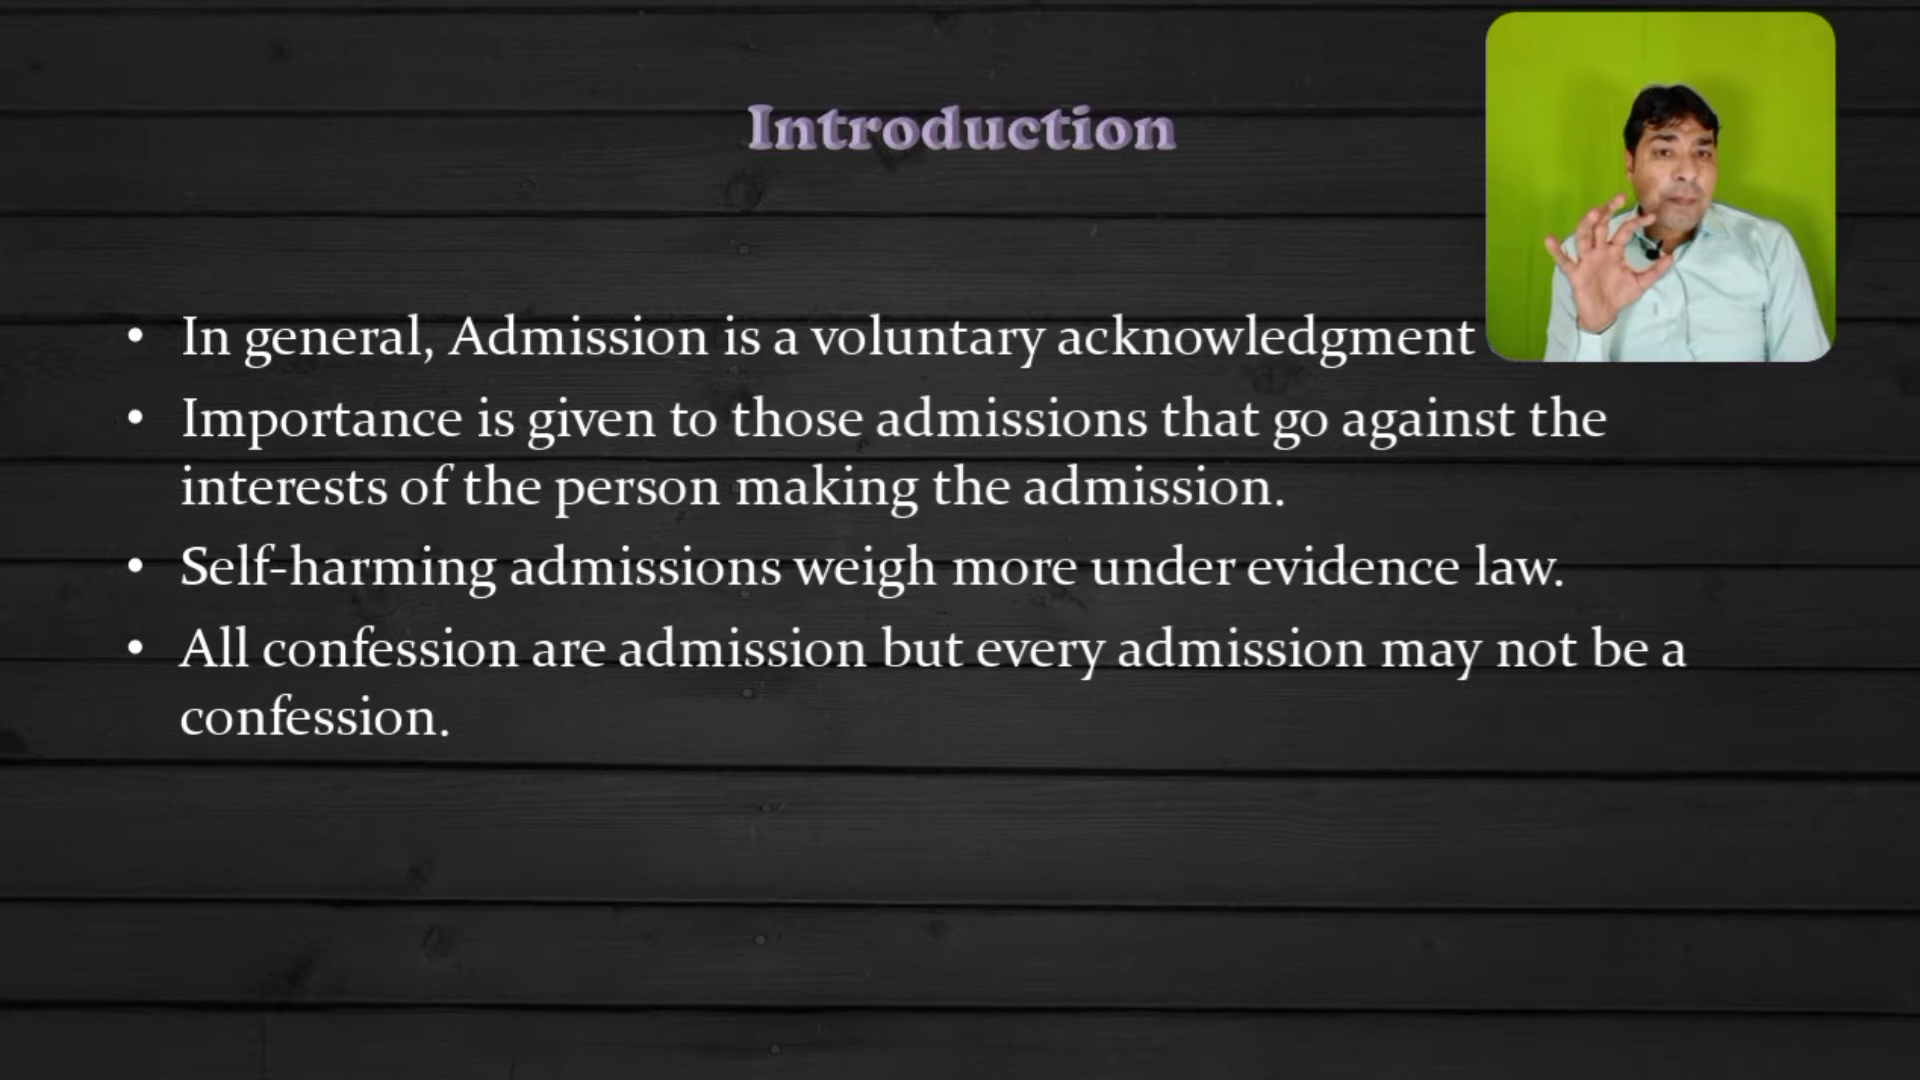 Introduction
• In general, Admission is a voluntary acknowledgment
• Importance is given to those admissions that go against the
interests of the person making the admission.
• Self-harming admissions weigh more under evidence law.
• All confession are admission but every admission may not be a
confession.